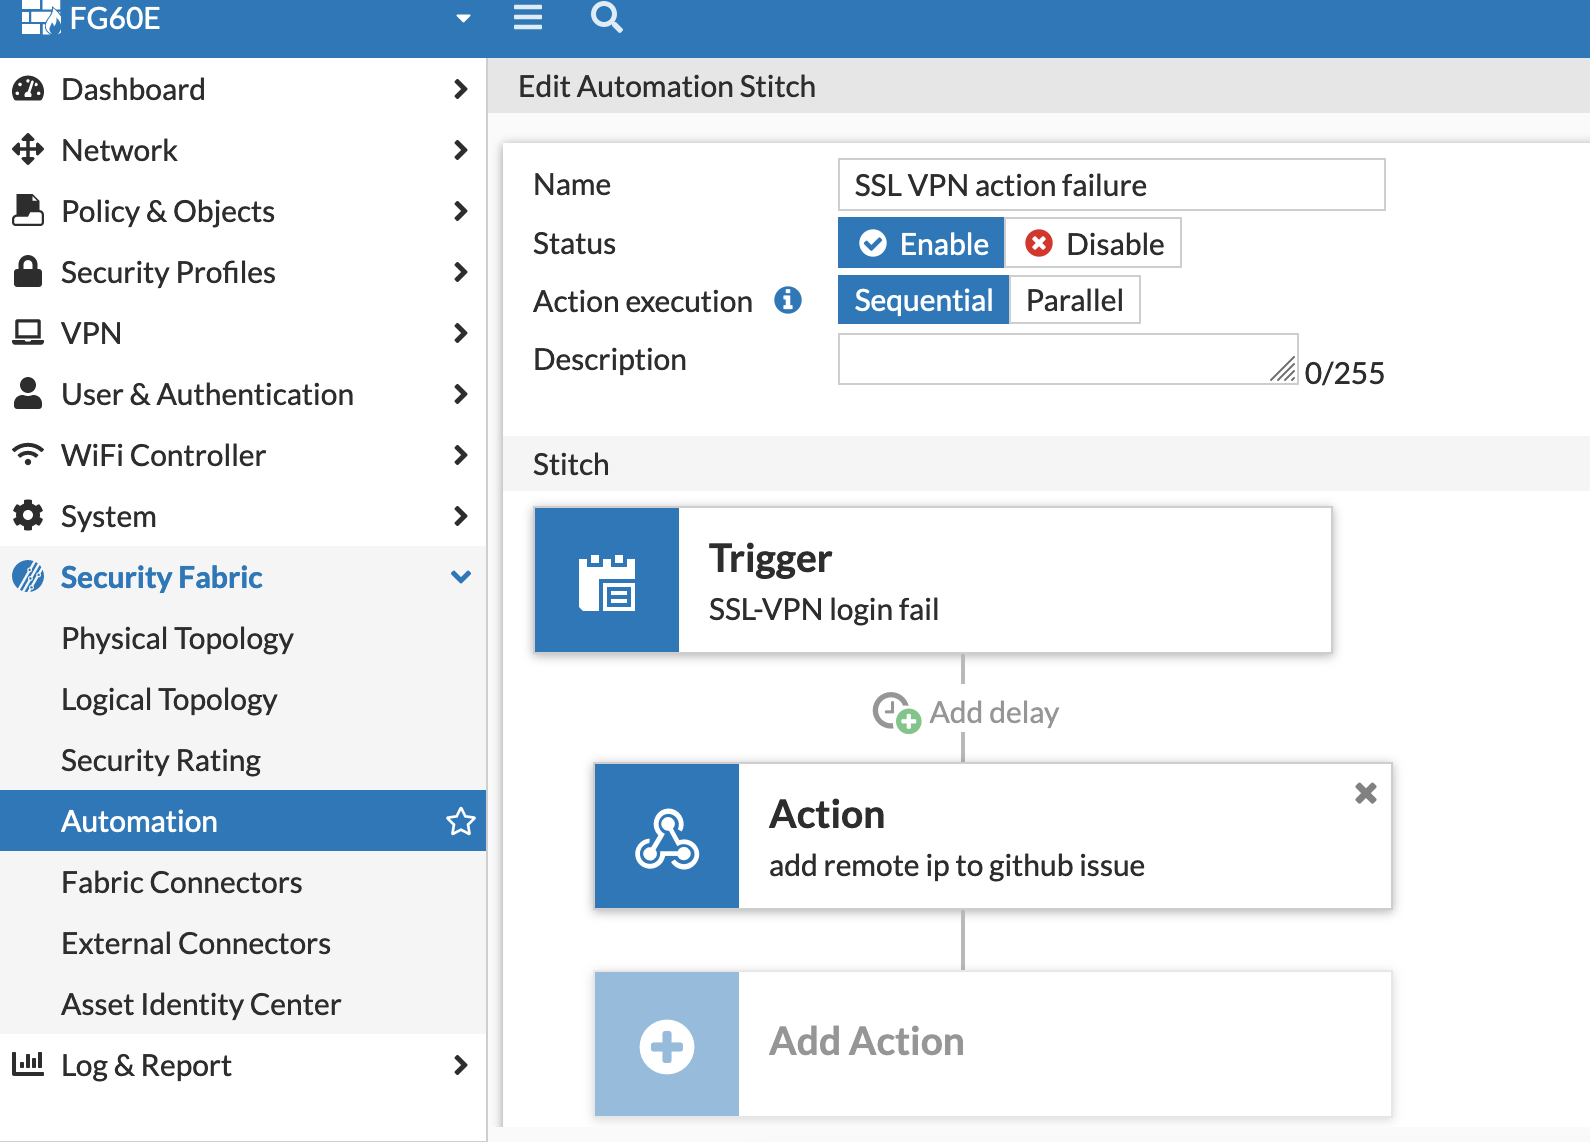 FG60E
Dashboard
Network
Policy & Objects
Security Profiles
VPN
User & Authentication
WiFi Controller
System
Security Fabric
Physical Topology
Logical Topology
Security Rating
Automation
Fabric Connectors
External Connectors
Asset Identity Center
Log & Report
Edit Automation Stitch
Name SSL VPN action failure
Status Enable Disable
Action execution Sequential Parallel
Description 0/255
Stitch
Trigger
SSL-VPN login fail
Add delay
Action
add remote ip to github issue
Add Action